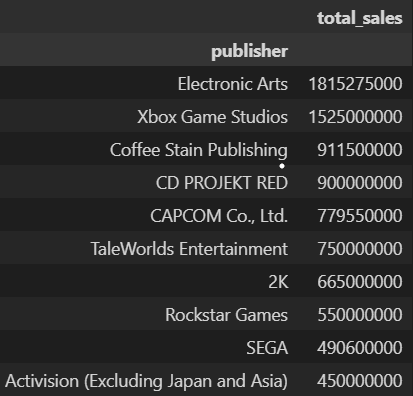 total_sales
publisher
Electronic Arts 1815275000
Xbox Game Studios 1525000000
Coffee Stain Publishing 911500000
CD PROJEKT RED 900000000
CAPCOM Co., Ltd. 779550000
TaleWorlds Entertainment 750000000
2K 665000000
Rockstar Games 550000000
SEGA 490600000
Activision (Excluding Japan and Asia) 450000000